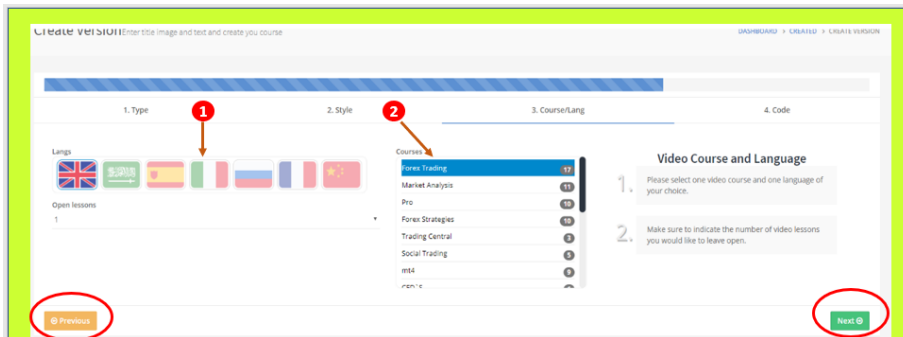 Create Version Enter title image and text and create you course
DASHBOARD > CREATED > CREATE VERSION
1. Type
2. Style
3. Course/Lang
4. Code
1
2
Langs
Open lessons
1
Courses
Forex Trading 17
Market Analysis 11
Pro 10
Forex Strategies 10
Trading Central 3
Social Trading 5
mt4 9
Video Course and Language
1. Please select one video course and one language of
your choice.
2. Make sure to indicate the number of video lessons
you would like to leave open.
Previous
Next